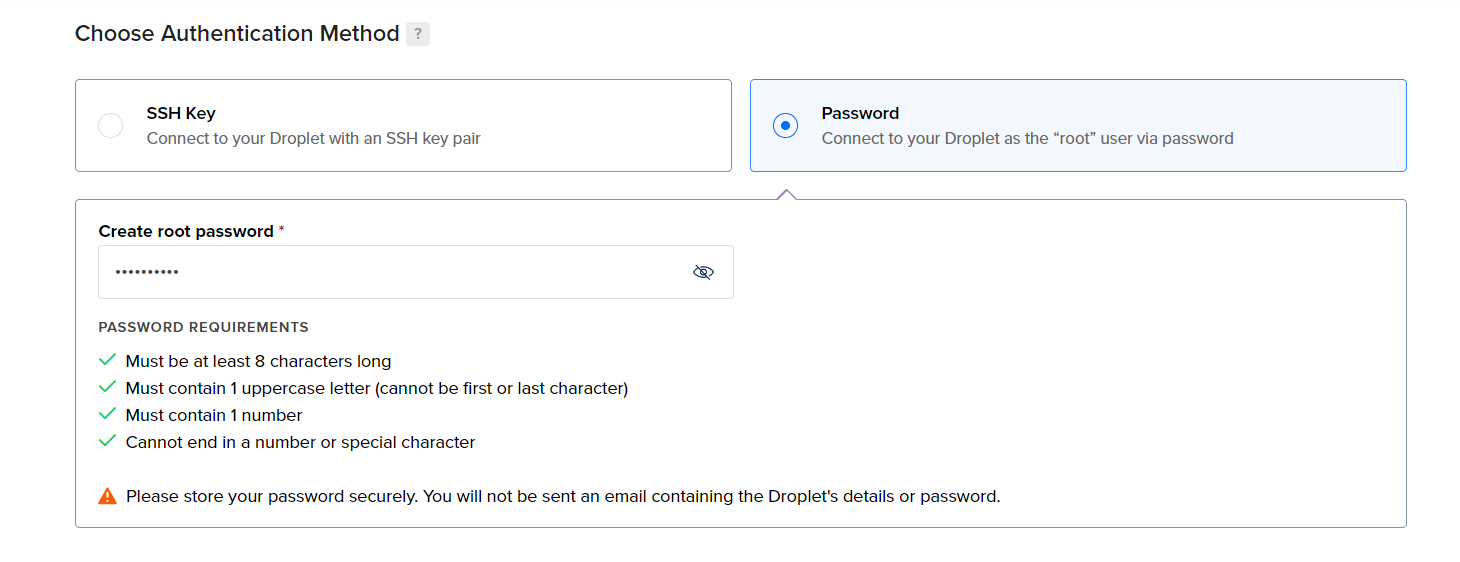 Choose Authentication Method ?
SSH Key
Connect to your Droplet with an SSH key pair
Password
Connect to your Droplet as the “root” user via password
Create root password *
••••••••••
PASSWORD REQUIREMENTS
Must be at least 8 characters long
Must contain 1 uppercase letter (cannot be first or last character)
Must contain 1 number
Cannot end in a number or special character
Please store your password securely. You will not be sent an email containing the Droplet's details or password.